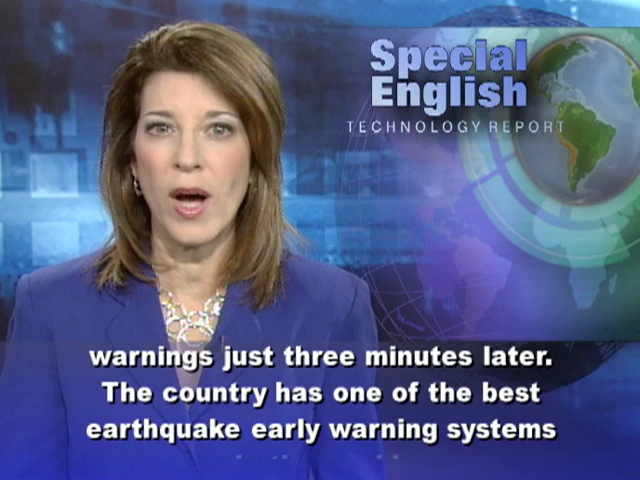 Special
English
TECHNOLOGY REPORT
warnings just three minutes later.
The country has one of the best
earthquake early warning systems